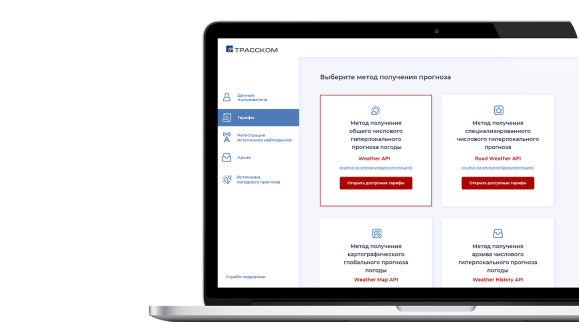 ТРАССКОМ
Выберите метод получения прогноза
Данные
пользователя
Тарифы
Регистрация
источников наблюдений
Архив
Источники
погодного прогноза
Служба поддержки
Метод получения
общего числового
гиперлокального
прогноза погоды
Weather API
ссылка на описание(документацию)
Открыть доступные тарифы
Метод получения
специализированного
числового гиперлокального
прогноза
Road Weather API
ссылка на описание(документацию)
Открыть доступные тарифы
Метод получения
картографического
глобального прогноза
погоды
Weather Map API
Метод получения
архива числового
гиперлокального прогноза
погоды
Weather History API